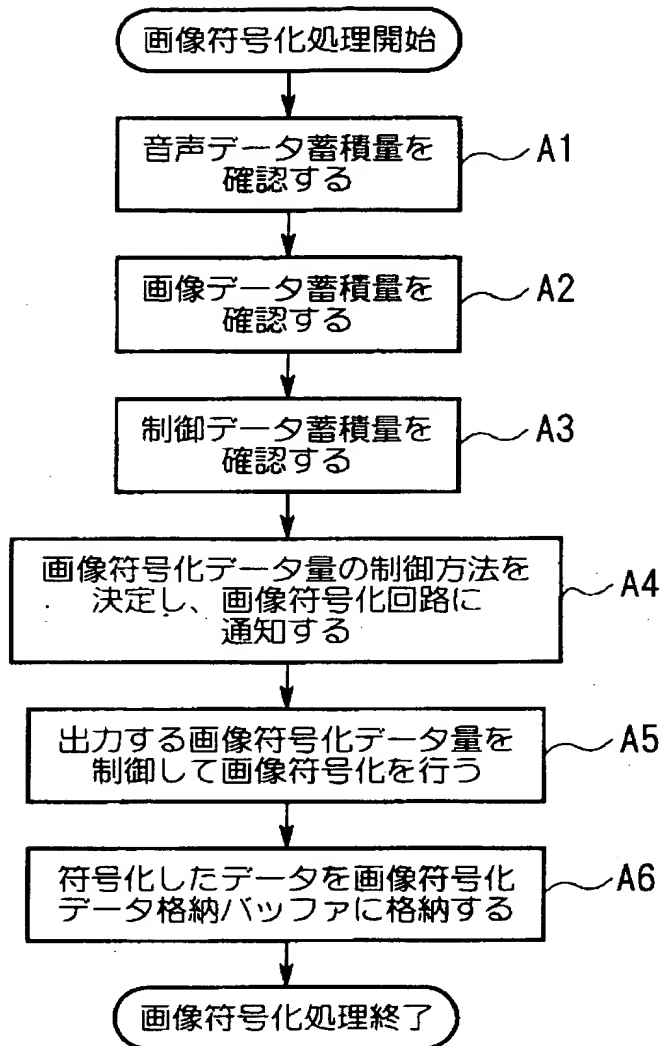 画像符号化処理開始
音声データ蓄積量を
確認する
A1
画像データ蓄積量を
確認する
A2
制御データ蓄積量を
確認する
A3
画像符号化データ量の制御方法を
決定し、画像符号化回路に
通知する
A4
出力する画像符号化データ量を
制御して画像符号化を行う
A5
符号化したデータを画像符号化
データ格納バッファに格納する
A6
画像符号化処理終了